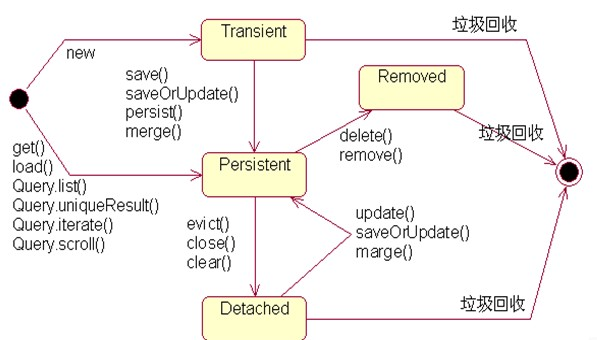 Transient
垃圾回收
new
save()
saveOrUpdate()
persist()
merge()
Removed
delete()
remove()
垃圾回收
get()
load()
Query.list()
Query.uniqueResult()
Query.iterate()
Query.scroll()
Persistent
evict()
close()
clear()
update()
saveOrUpdate()
marge()
Detached
垃圾回收